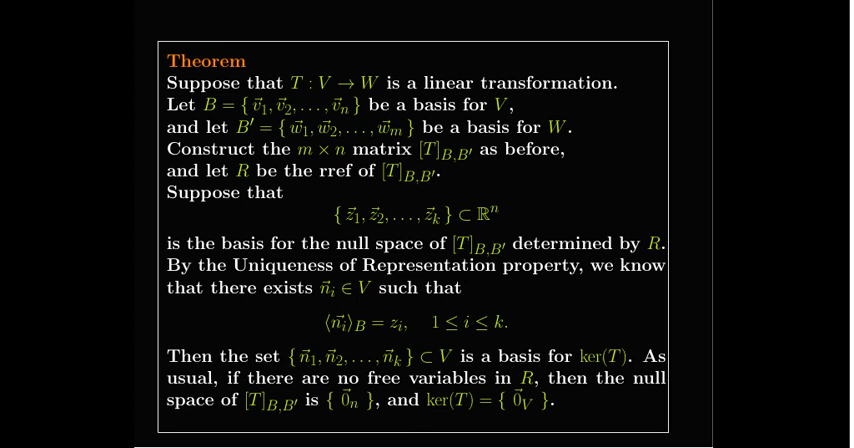 Theorem
Suppose that T : V → W is a linear transformation.
Let B = { v⃗₁, v⃗₂, . . . , v⃗ₙ } be a basis for V,
and let B′ = { w⃗₁, w⃗₂, . . . , w⃗ₘ } be a basis for W.
Construct the m × n matrix [T]_{B,B′} as before,
and let R be the rref of [T]_{B,B′}.
Suppose that
{ z⃗₁, z⃗₂, . . . , z⃗ₖ } ⊂ ℝⁿ
is the basis for the null space of [T]_{B,B′} determined by R.
By the Uniqueness of Representation property, we know
that there exists n⃗ᵢ ∈ V such that
⟨n⃗ᵢ⟩_B = zᵢ, 1 ≤ i ≤ k.
Then the set { n⃗₁, n⃗₂, . . . , n⃗ₖ } ⊂ V is a basis for ker(T). As
usual, if there are no free variables in R, then the null
space of [T]_{B,B′} is { 0⃗ₙ }, and ker(T) = { 0⃗_V }.